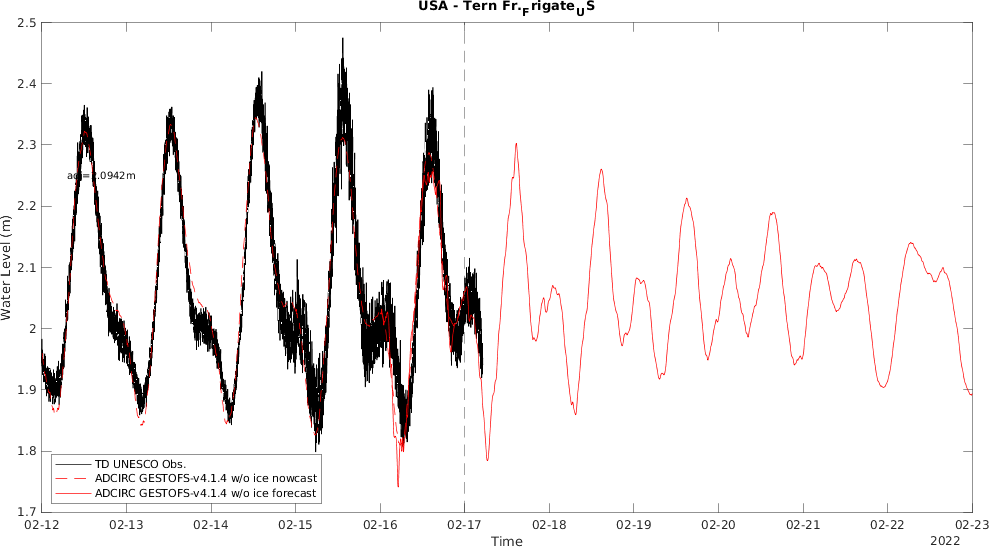 USA - Tern Fr.FrigateUS
2.5
2.4
2.3
2.2
2.1
2
1.9
1.8
1.7
Water Level (m)
adj=2.0942m
TD UNESCO Obs.
ADCIRC GESTOFS-v4.1.4 w/o ice nowcast
ADCIRC GESTOFS-v4.1.4 w/o ice forecast
02-12 02-13 02-14 02-15 02-16 02-17 02-18 02-19 02-20 02-21 02-22 02-23
Time
2022